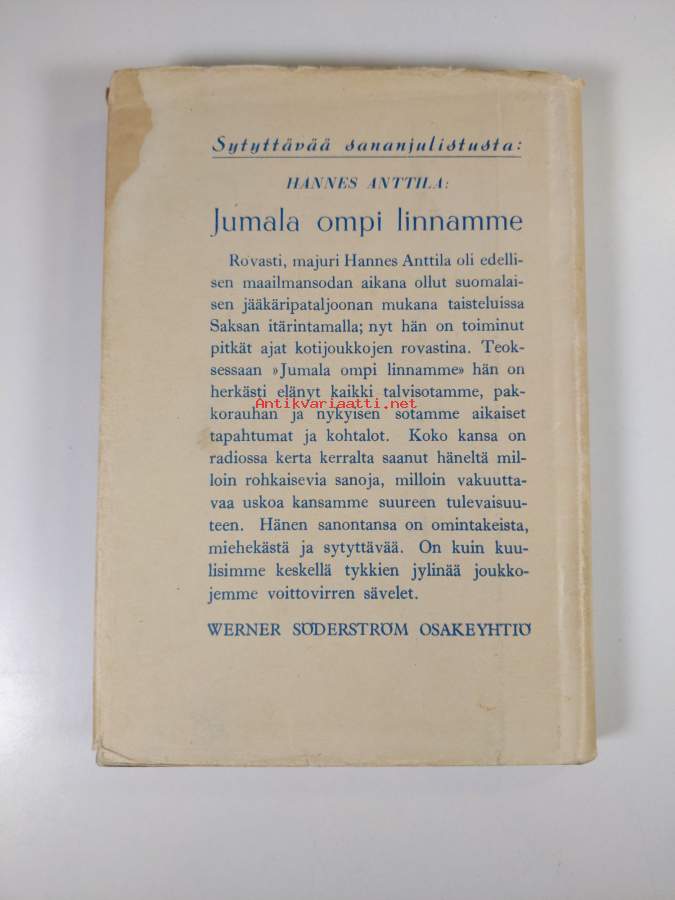 Sytyttävää sananjulistusta:
HANNES ANTTILA:
Jumala ompi linnamme
Rovasti, majuri Hannes Anttila oli edelli-
sen maailmansodan aikana ollut suomalai-
sen jääkäripataljoonan mukana taisteluissa
Saksan itärintamalla; nyt hän on toiminut
pitkät ajat kotijoukkojen rovastina. Teok-
sessaan »Jumala ompi linnamme» hän on
herkästi elänyt kaikki talvisotamme, pak-
Antikvariaatti.net
korauhan ja nykyisen sotamme aikaiset
tapahtumat ja kohtalot. Koko kansa on
radiossa kerta kerralta saanut häneltä mil-
loin rohkaisevia sanoja, milloin vakuutta-
vaa uskoa kansamme suureen tulevaisuu-
teen. Hänen sanontansa on omintakeista,
miehekästä ja sytyttävää. On kuin kuu-
lisimme keskellä tykkien jylinää joukko-
jemme voittovirren sävelet.
WERNER SÖDERSTRÖM OSAKEYHTIÖ